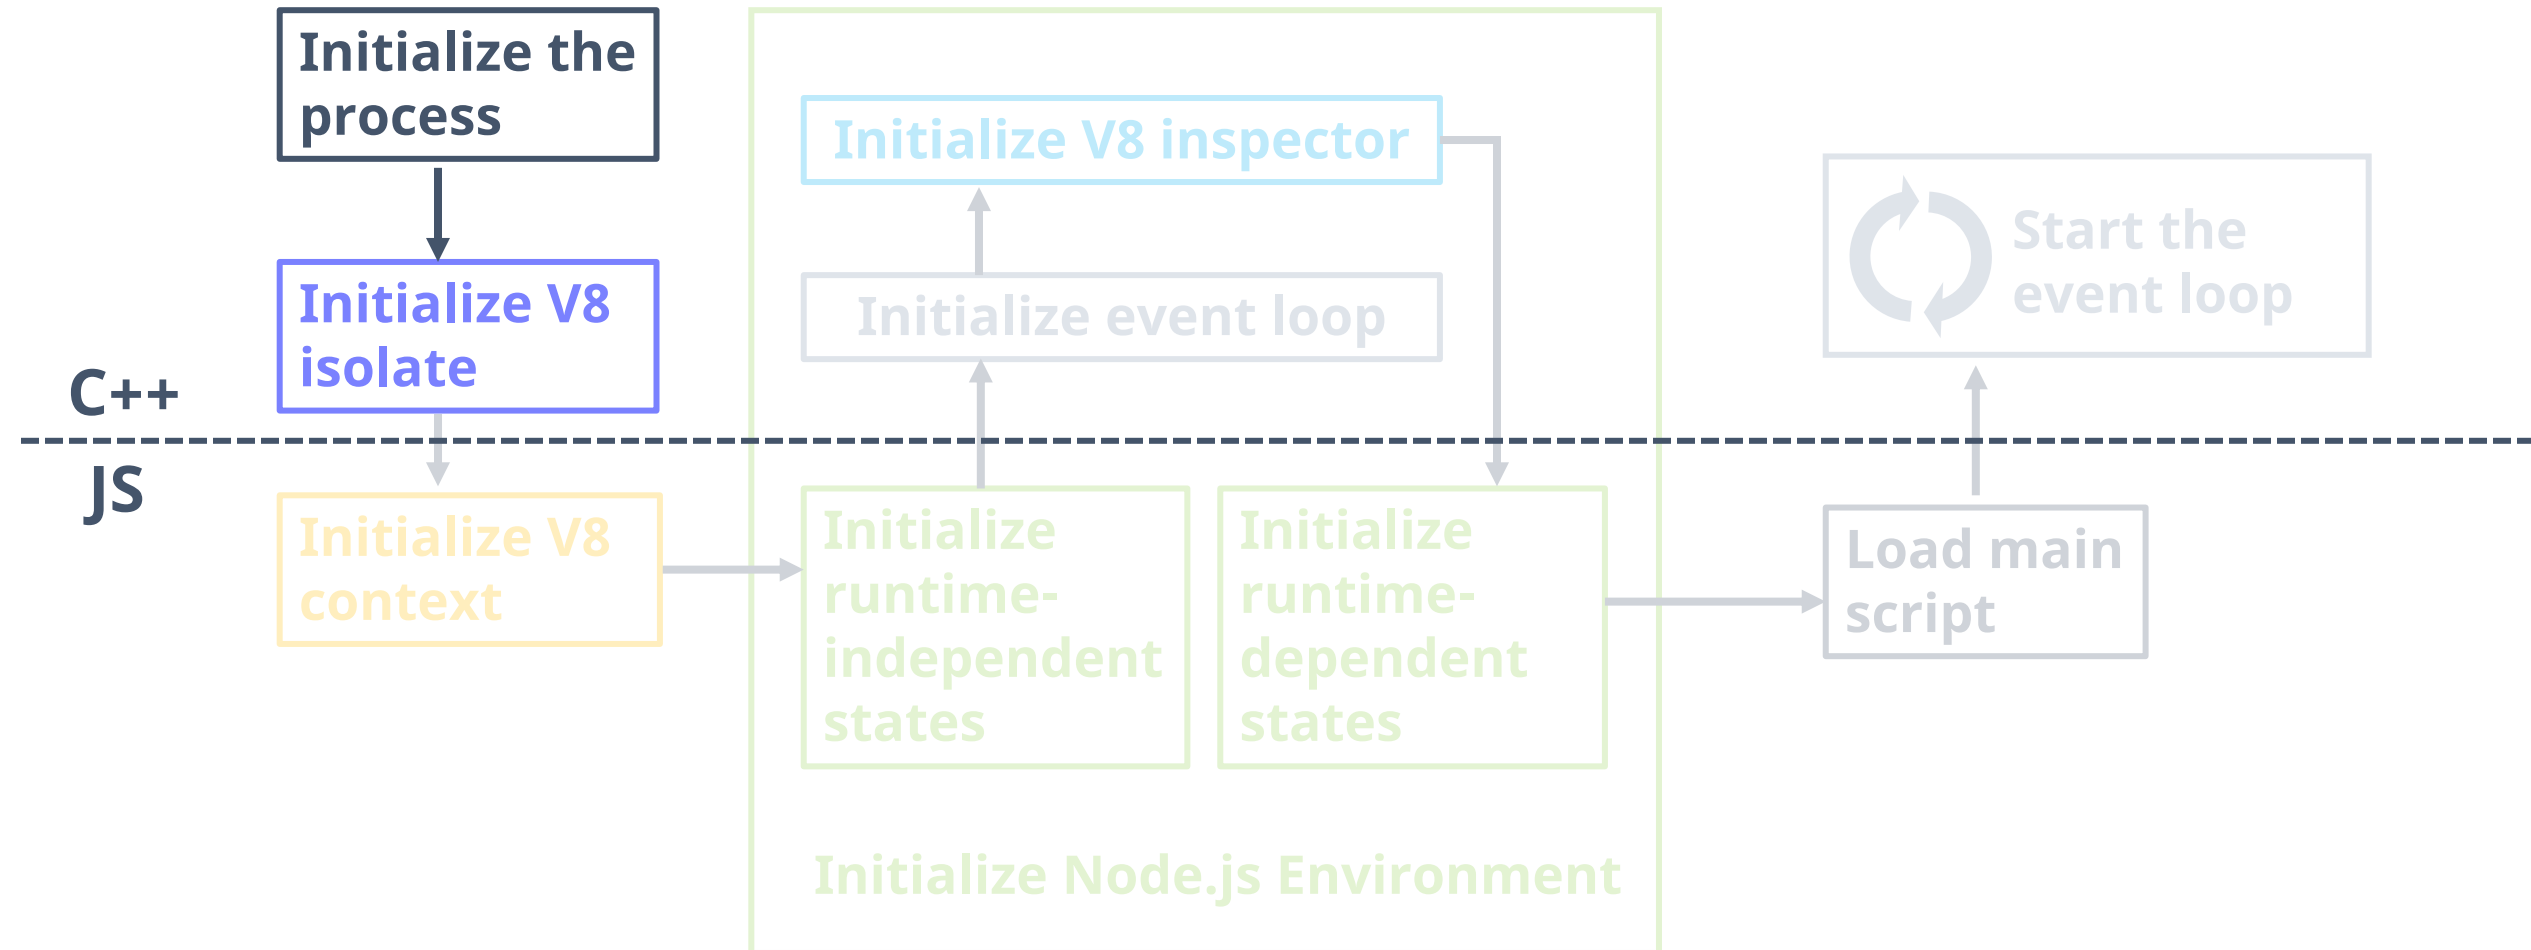 Initialize the
process
Initialize V8
isolate
C++
JS
Initialize V8
context
Initialize V8 inspector
Initialize event loop
Initialize
runtime-
independent
states
Initialize
runtime-
dependent
states
Initialize Node.js Environment
Start the
event loop
Load main
script